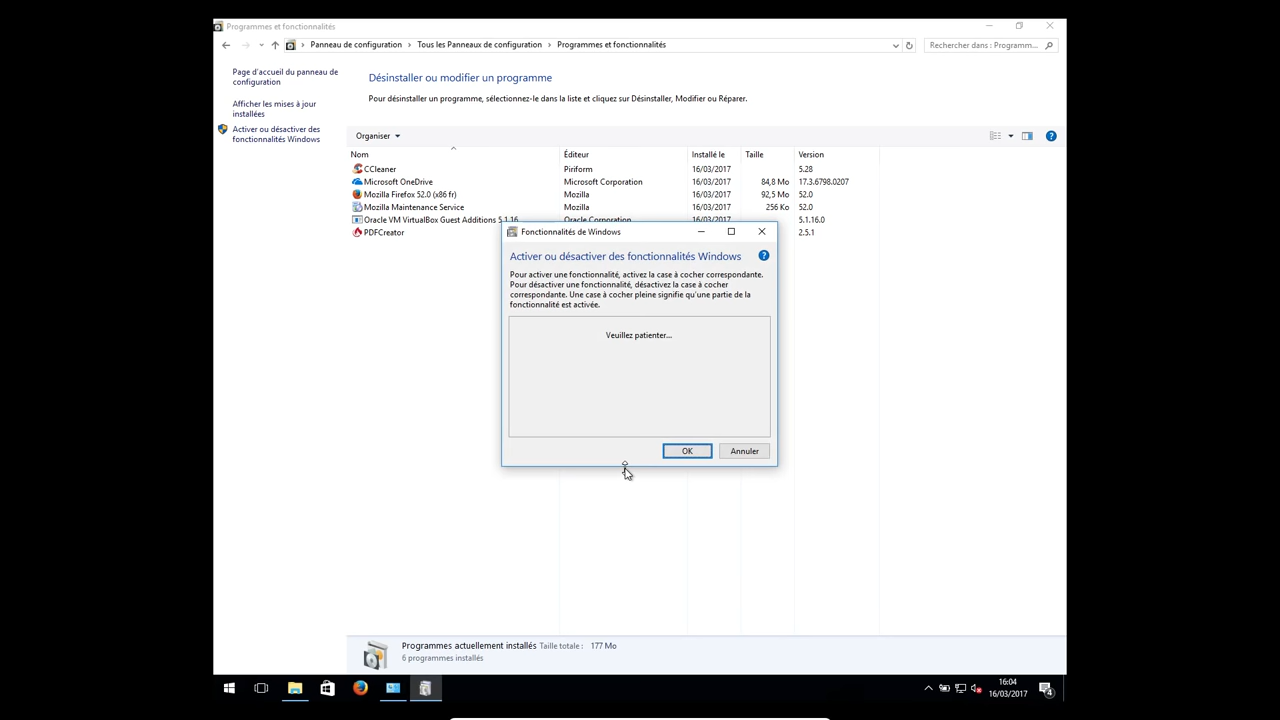 Programmes et fonctionnalités
Panneau de configuration > Tous les Panneaux de configuration > Programmes et fonctionnalités
Rechercher dans : Programm...
Page d'accueil du panneau de
configuration
Afficher les mises à jour
installées
Activer ou désactiver des
fonctionnalités Windows
Désinstaller ou modifier un programme
Pour désinstaller un programme, sélectionnez-le dans la liste et cliquez sur Désinstaller, Modifier ou Réparer.
Organiser
Nom Éditeur Installé le Taille Version
CCleaner Piriform 16/03/2017 5.28
Microsoft OneDrive Microsoft Corporation 16/03/2017 84,8 Mo 17.3.6798.0207
Mozilla Firefox 52.0 (x86 fr) Mozilla 16/03/2017 92,5 Mo 52.0
Mozilla Maintenance Service Mozilla 16/03/2017 256 Ko 52.0
Oracle VM VirtualBox Guest Additions 5.1.16 Oracle Corporation 16/03/2017 5.1.16.0
PDFCreator 2.5.1
Fonctionnalités de Windows
Activer ou désactiver des fonctionnalités Windows
Pour activer une fonctionnalité, activez la case à cocher correspondante.
Pour désactiver une fonctionnalité, désactivez la case à cocher
correspondante. Une case à cocher pleine signifie qu'une partie de la
fonctionnalité est activée.
Veuillez patienter...
OK
Annuler
Programmes actuellement installés Taille totale : 177 Mo
6 programmes installés
16:04
16/03/2017
4